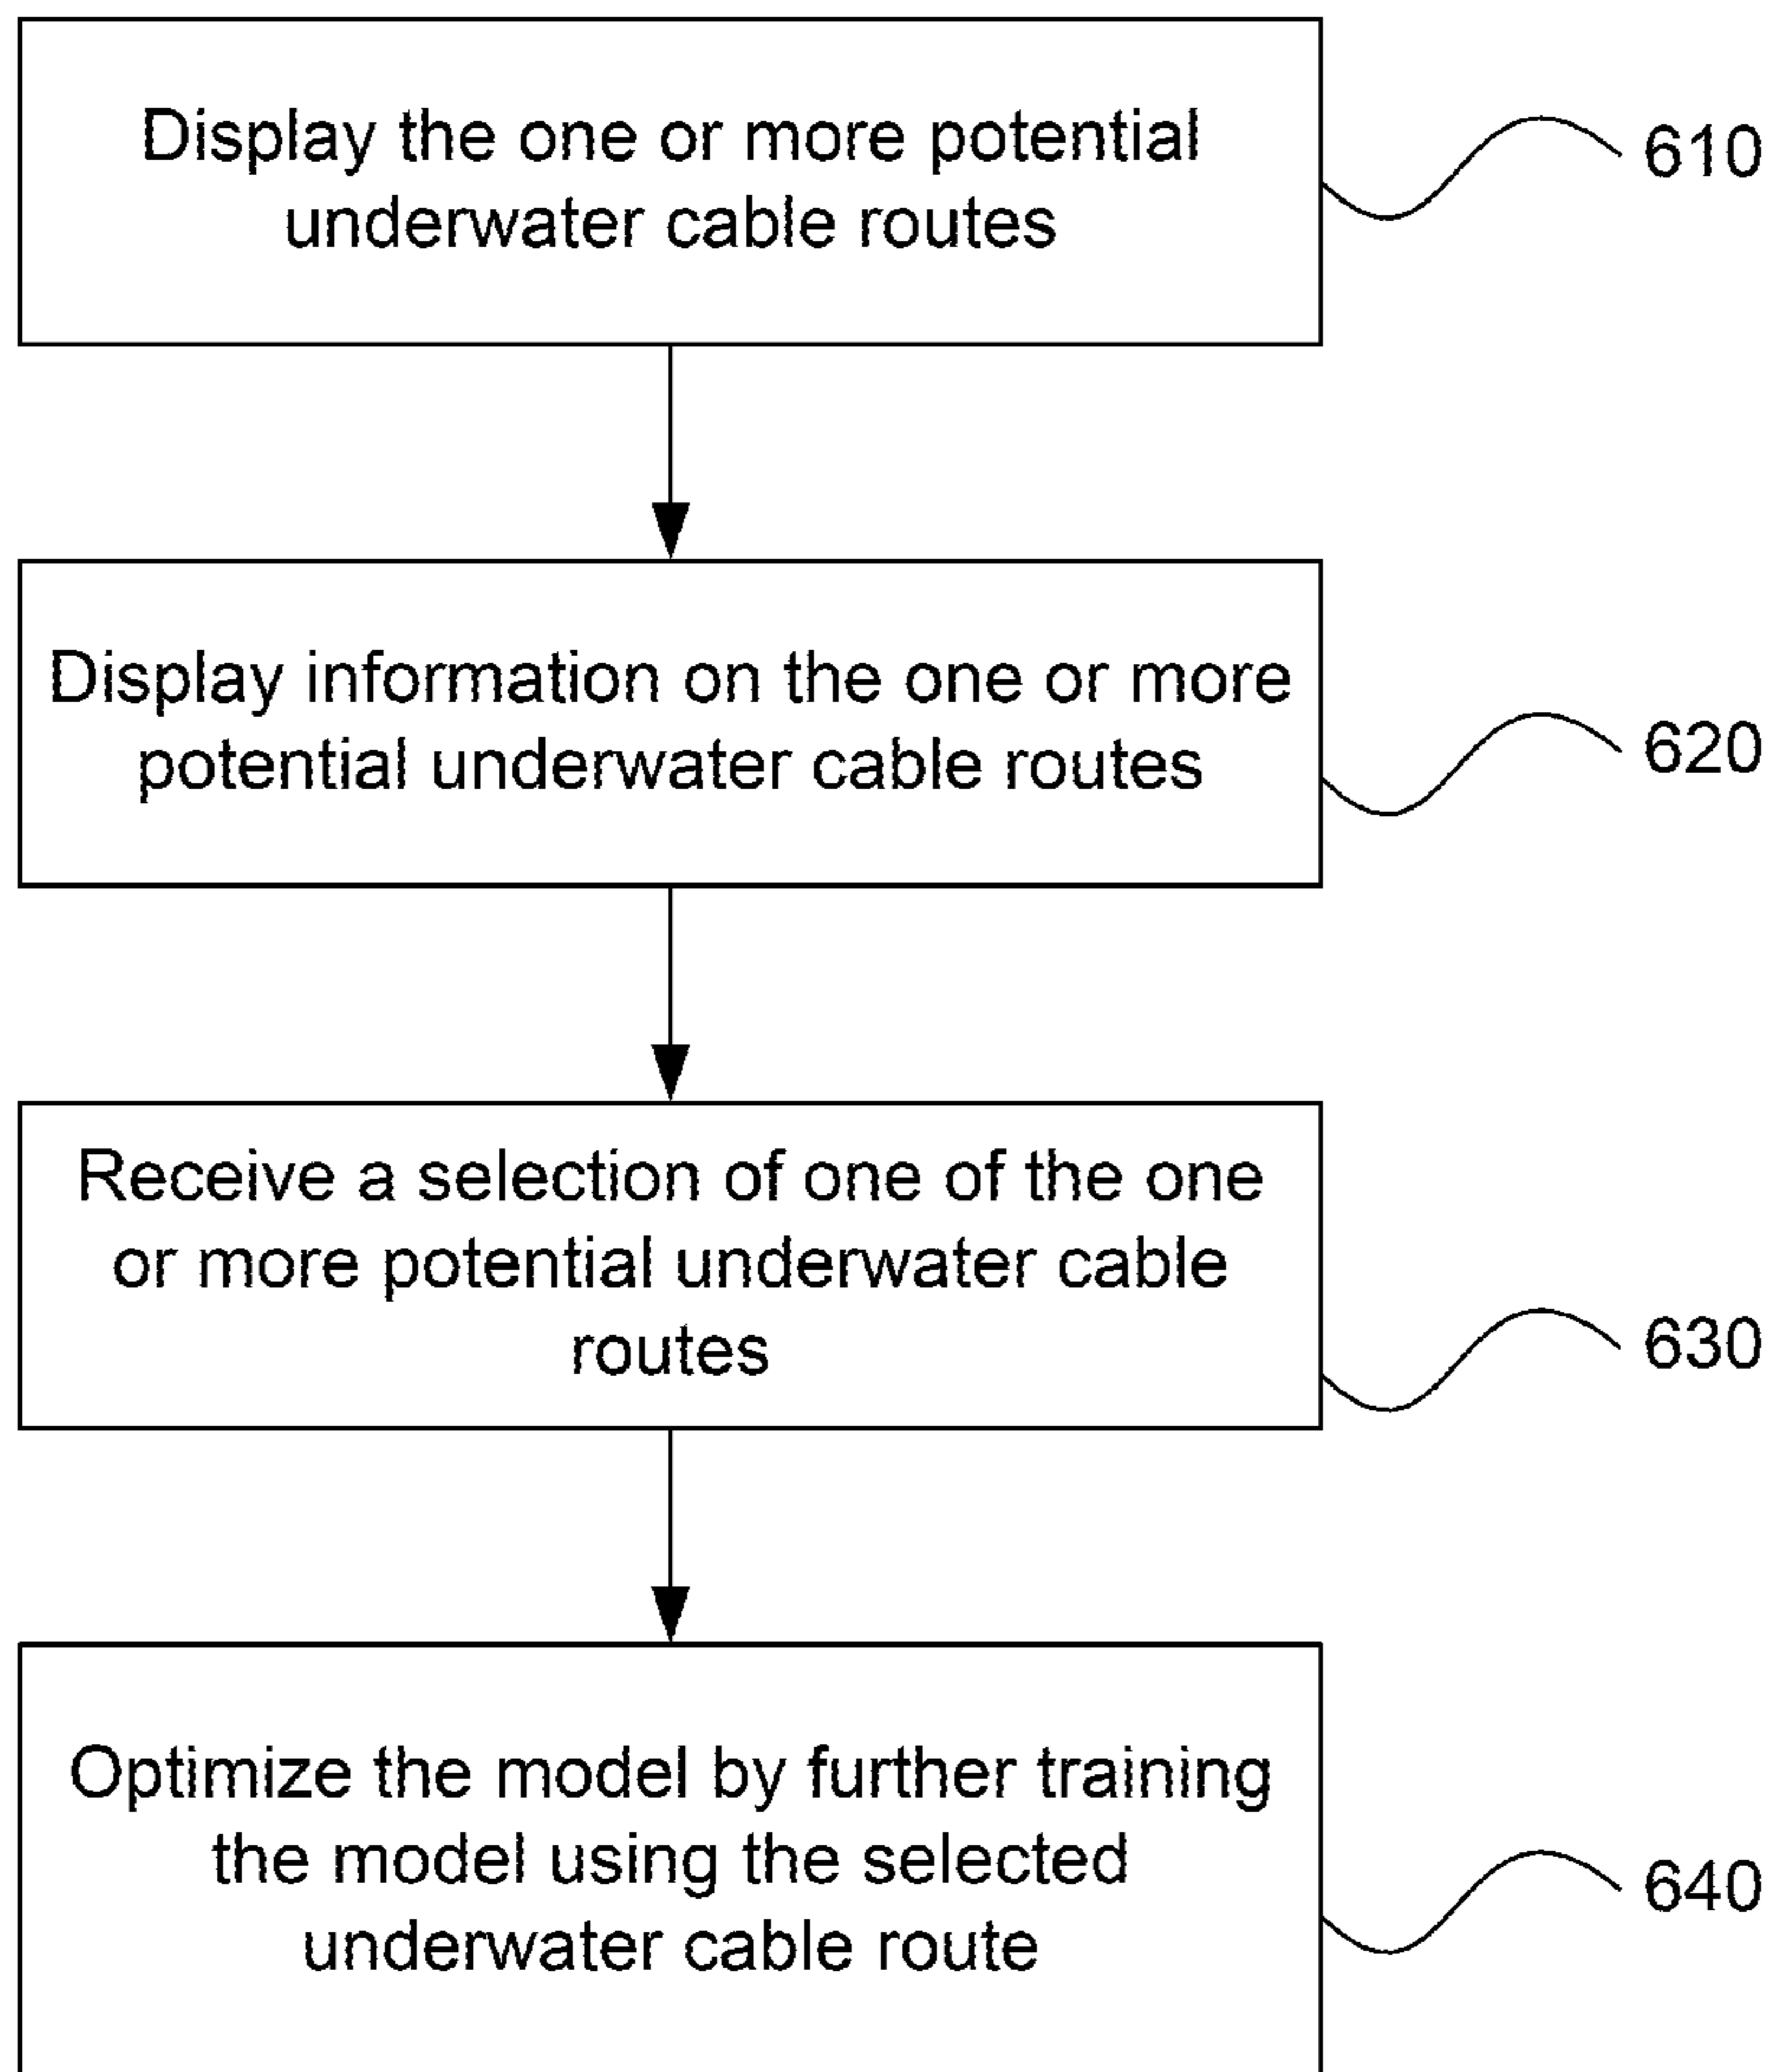 Display the one or more potential
underwater cable routes
610
Display information on the one or more
potential underwater cable routes
620
Receive a selection of one of the one
or more potential underwater cable
routes
630
Optimize the model by further training
the model using the selected
underwater cable route
640